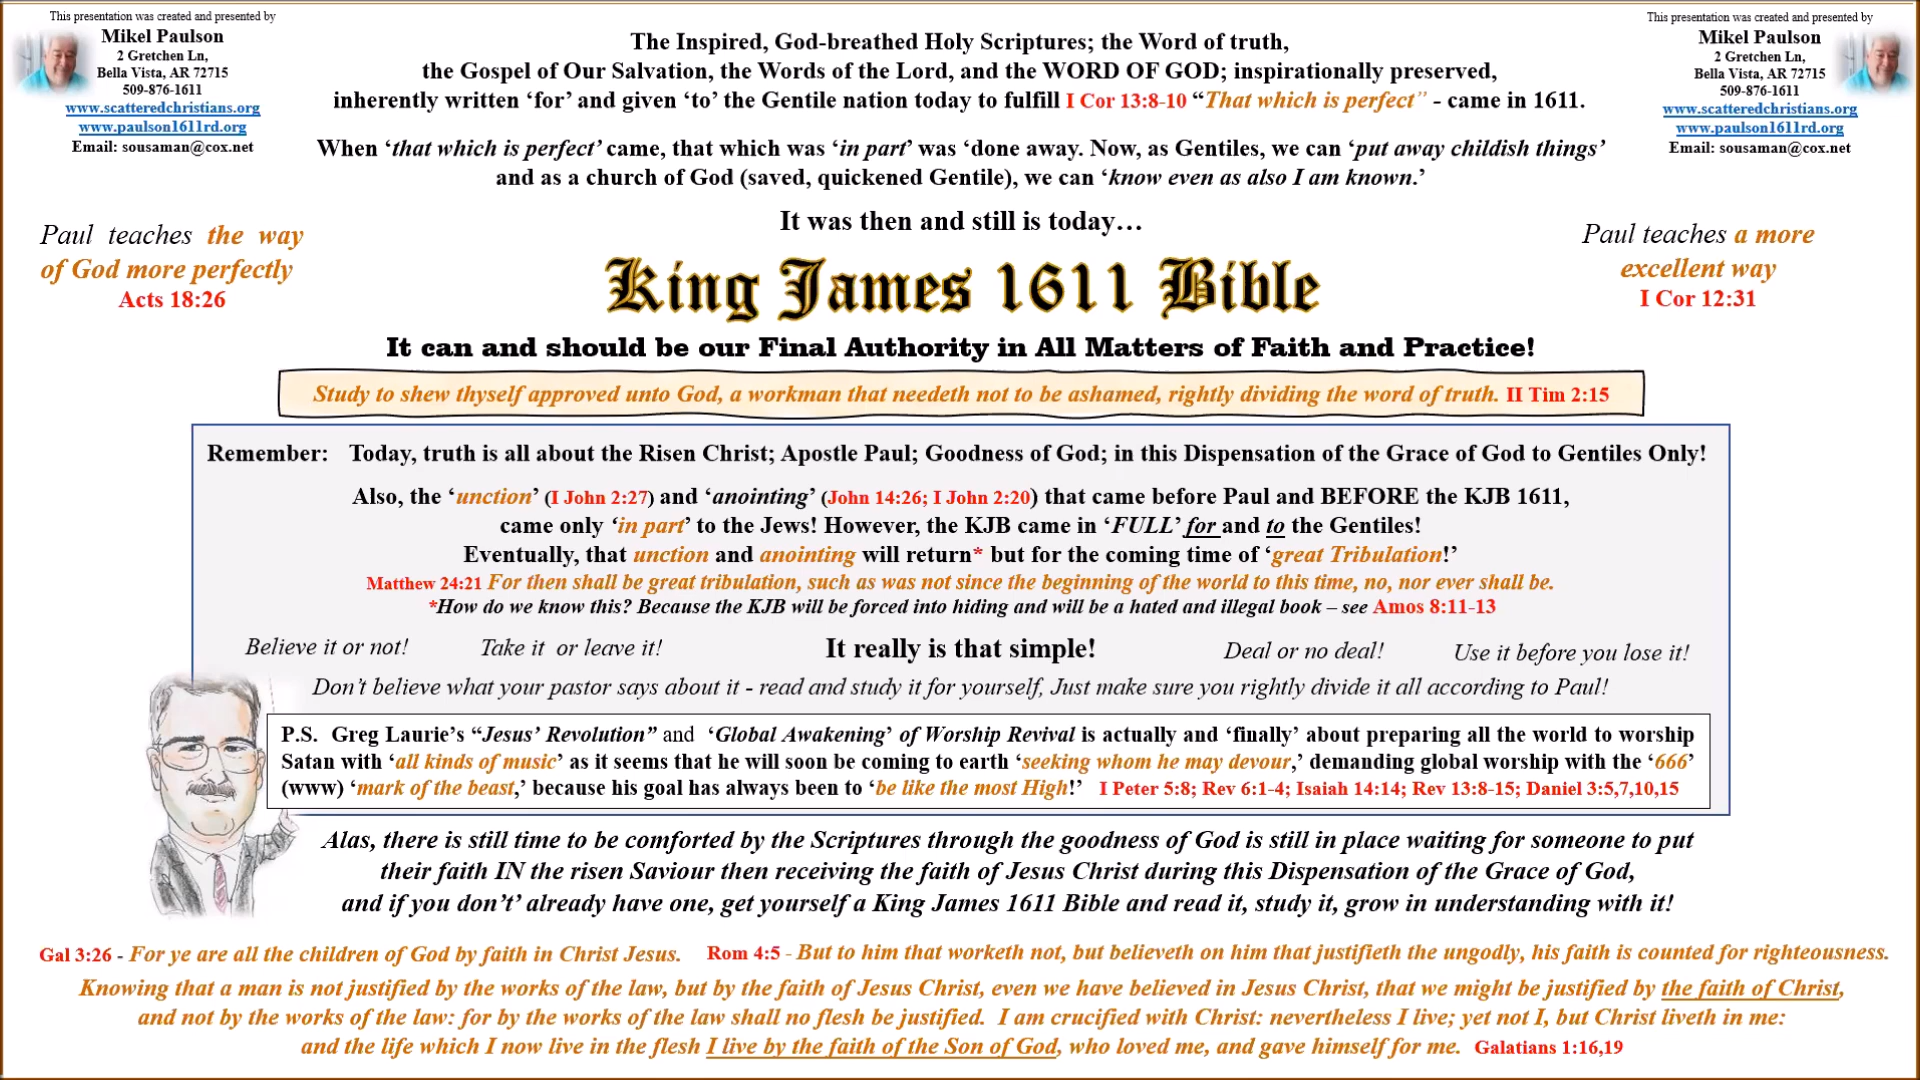 This presentation was created and presented by
Mikel Paulson
2 Gretchen Ln,
Bella Vista, AR 72715
509-876-1611
www.scatteredchristians.org
www.paulson1611rd.org
Email: sousaman@cox.net
This presentation was created and presented by
Mikel Paulson
2 Gretchen Ln,
Bella Vista, AR 72715
509-876-1611
www.scatteredchristians.org
www.paulson1611rd.org
Email: sousaman@cox.net
The Inspired, God-breathed Holy Scriptures; the Word of truth,
the Gospel of Our Salvation, the Words of the Lord, and the WORD OF GOD; inspirationally preserved,
inherently written ‘for’ and given ‘to’ the Gentile nation today to fulfill I Cor 13:8-10 “That which is perfect” - came in 1611.
When ‘that which is perfect’ came, that which was ‘in part’ was ‘done away. Now, as Gentiles, we can ‘put away childish things’
and as a church of God (saved, quickened Gentile), we can ‘know even as also I am known.’
It was then and still is today…
Paul teaches the way
of God more perfectly
Acts 18:26
Paul teaches a more
excellent way
I Cor 12:31
King James 1611 Bible
It can and should be our Final Authority in All Matters of Faith and Practice!
Study to shew thyself approved unto God, a workman that needeth not to be ashamed, rightly dividing the word of truth. II Tim 2:15
Remember: Today, truth is all about the Risen Christ; Apostle Paul; Goodness of God; in this Dispensation of the Grace of God to Gentiles Only!
Also, the ‘unction’ (I John 2:27) and ‘anointing’ (John 14:26; I John 2:20) that came before Paul and BEFORE the KJB 1611,
came only ‘in part’ to the Jews! However, the KJB came in ‘FULL’ for and to the Gentiles!
Eventually, that unction and anointing will return* but for the coming time of ‘great Tribulation!’
Matthew 24:21 For then shall be great tribulation, such as was not since the beginning of the world to this time, no, nor ever shall be.
*How do we know this? Because the KJB will be forced into hiding and will be a hated and illegal book – see Amos 8:11-13
Believe it or not! Take it or leave it! It really is that simple! Deal or no deal! Use it before you lose it!
Don’t believe what your pastor says about it - read and study it for yourself, Just make sure you rightly divide it all according to Paul!
P.S. Greg Laurie’s “Jesus’ Revolution” and ‘Global Awakening’ of Worship Revival is actually and ‘finally’ about preparing all the world to worship
Satan with ‘all kinds of music’ as it seems that he will soon be coming to earth ‘seeking whom he may devour,’ demanding global worship with the ‘666’
(www) ‘mark of the beast,’ because his goal has always been to ‘be like the most High!’ I Peter 5:8; Rev 6:1-4; Isaiah 14:14; Rev 13:8-15; Daniel 3:5,7,10,15
Alas, there is still time to be comforted by the Scriptures through the goodness of God is still in place waiting for someone to put
their faith IN the risen Saviour then receiving the faith of Jesus Christ during this Dispensation of the Grace of God,
and if you don’t’ already have one, get yourself a King James 1611 Bible and read it, study it, grow in understanding with it!
Gal 3:26 - For ye are all the children of God by faith in Christ Jesus. Rom 4:5 - But to him that worketh not, but believeth on him that justifieth the ungodly, his faith is counted for righteousness.
Knowing that a man is not justified by the works of the law, but by the faith of Jesus Christ, even we have believed in Jesus Christ, that we might be justified by the faith of Christ,
and not by the works of the law: for by the works of the law shall no flesh be justified. I am crucified with Christ: nevertheless I live; yet not I, but Christ liveth in me:
and the life which I now live in the flesh I live by the faith of the Son of God, who loved me, and gave himself for me. Galatians 1:16,19